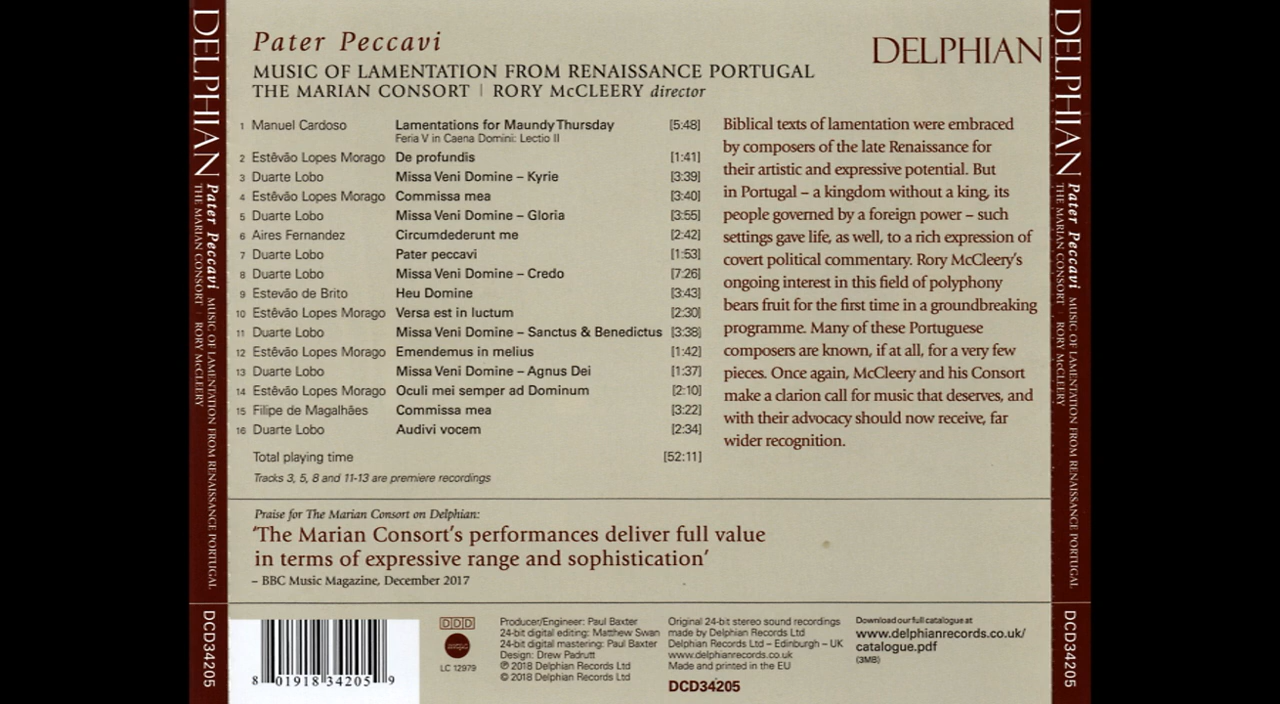 Pater Peccavi
MUSIC OF LAMENTATION FROM RENAISSANCE PORTUGAL
THE MARIAN CONSORT | RORY McCLEERY director
DELPHIAN
1 Manuel Cardoso Lamentations for Maundy Thursday [5:48]
Feria V in Caena Domini: Lectio II
2 Estêvão Lopes Morago De profundis [1:41]
3 Duarte Lobo Missa Veni Domine – Kyrie [3:39]
4 Estêvão Lopes Morago Commissa mea [3:40]
5 Duarte Lobo Missa Veni Domine – Gloria [3:55]
6 Aires Fernandez Circumdederunt me [2:42]
7 Duarte Lobo Pater peccavi [1:53]
8 Duarte Lobo Missa Veni Domine – Credo [7:26]
9 Estevão de Brito Heu Domine [3:43]
10 Estêvão Lopes Morago Versa est in luctum [2:30]
11 Duarte Lobo Missa Veni Domine – Sanctus & Benedictus [3:38]
12 Estêvão Lopes Morago Emendemus in melius [1:42]
13 Duarte Lobo Missa Veni Domine – Agnus Dei [1:37]
14 Estêvão Lopes Morago Oculi mei semper ad Dominum [2:10]
15 Filipe de Magalhães Commissa mea [3:22]
16 Duarte Lobo Audivi vocem [2:34]
Total playing time [52:11]
Tracks 3, 5, 8 and 11-13 are premiere recordings
Biblical texts of lamentation were embraced
by composers of the late Renaissance for
their artistic and expressive potential. But
in Portugal – a kingdom without a king, its
people governed by a foreign power – such
settings gave life, as well, to a rich expression of
covert political commentary. Rory McCleery's
ongoing interest in this field of polyphony
bears fruit for the first time in a groundbreaking
programme. Many of these Portuguese
composers are known, if at all, for a very few
pieces. Once again, McCleery and his Consort
make a clarion call for music that deserves, and
with their advocacy should now receive, far
wider recognition.
Praise for The Marian Consort on Delphian:
'The Marian Consort's performances deliver full value
in terms of expressive range and sophistication'
– BBC Music Magazine, December 2017
8 01918 34205 9
DDD
LC 12979
Producer/Engineer: Paul Baxter
24-bit digital editing: Matthew Swan
24-bit digital mastering: Paul Baxter
Design: Drew Padrutt
℗ 2018 Delphian Records Ltd
© 2018 Delphian Records Ltd
Original 24-bit stereo sound recordings
made by Delphian Records Ltd
Delphian Records Ltd – Edinburgh – UK
www.delphianrecords.co.uk
Made and printed in the EU
DCD34205
Download our full catalogue at
www.delphianrecords.co.uk/
catalogue.pdf
(3MB)
DELPHIAN
Pater Peccavi MUSIC OF LAMENTATION FROM RENAISSANCE PORTUGAL
THE MARIAN CONSORT | RORY McCLEERY
DCD34205
DELPHIAN
Pater Peccavi MUSIC OF LAMENTATION FROM RENAISSANCE PORTUGAL
THE MARIAN CONSORT | RORY McCLEERY
DCD34205